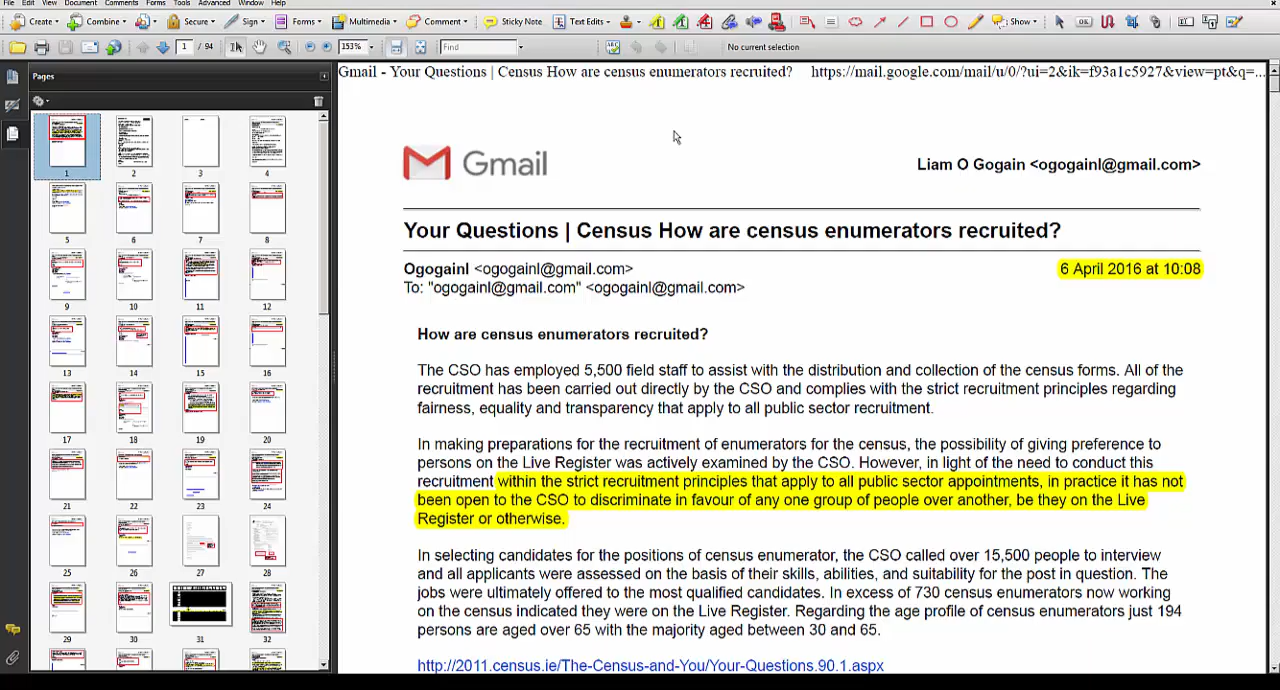 File Edit View Document Comments Forms Tools Advanced Window Help
Create Combine Secure Sign Forms Multimedia Comment Sticky Note Text Edits Show
1 / 94 153% Find No current selection
Pages
1 2 3 4
5 6 7 8
9 10 11 12
13 14 15 16
17 18 19 20
21 22 23 24
25 26 27 28
29 30 31 32
Gmail - Your Questions | Census How are census enumerators recruited? https://mail.google.com/mail/u/0/?ui=2&ik=f93a1c5927&view=pt&q=...
Gmail
Liam O Gogain <ogogainl@gmail.com>
Your Questions | Census How are census enumerators recruited?
Ogogainl <ogogainl@gmail.com> 6 April 2016 at 10:08
To: "ogogainl@gmail.com" <ogogainl@gmail.com>
How are census enumerators recruited?
The CSO has employed 5,500 field staff to assist with the distribution and collection of the census forms. All of the
recruitment has been carried out directly by the CSO and complies with the strict recruitment principles regarding
fairness, equality and transparency that apply to all public sector recruitment.
In making preparations for the recruitment of enumerators for the census, the possibility of giving preference to
persons on the Live Register was actively examined by the CSO. However, in light of the need to conduct this
recruitment within the strict recruitment principles that apply to all public sector appointments, in practice it has not
been open to the CSO to discriminate in favour of any one group of people over another, be they on the Live
Register or otherwise.
In selecting candidates for the positions of census enumerator, the CSO called over 15,500 people to interview
and all applicants were assessed on the basis of their skills, abilities, and suitability for the post in question. The
jobs were ultimately offered to the most qualified candidates. In excess of 730 census enumerators now working
on the census indicated they were on the Live Register. Regarding the age profile of census enumerators just 194
persons are aged over 65 with the majority aged between 30 and 65.
http://2011.census.ie/The-Census-and-You/Your-Questions.90.1.aspx